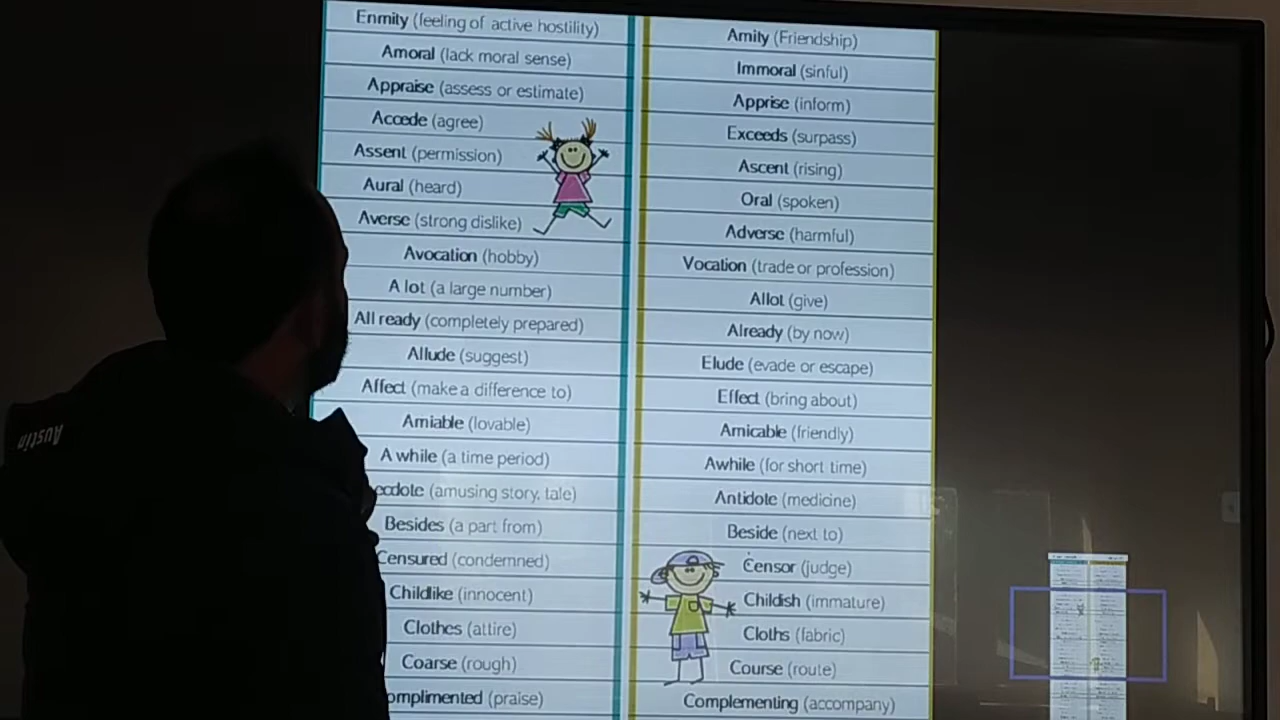 Enmity (feeling of active hostility) Amity (Friendship)
Amoral (lack moral sense) Immoral (sinful)
Appraise (assess or estimate) Apprise (inform)
Accede (agree) Exceeds (surpass)
Assent (permission) Ascent (rising)
Aural (heard) Oral (spoken)
Averse (strong dislike) Adverse (harmful)
Avocation (hobby) Vocation (trade or profession)
A lot (a large number) Allot (give)
All ready (completely prepared) Already (by now)
Allude (suggest) Elude (evade or escape)
Affect (make a difference to) Effect (bring about)
Amiable (lovable) Amicable (friendly)
A while (a time period) Awhile (for short time)
ecdote (amusing story, tale) Antidote (medicine)
Besides (a part from) Beside (next to)
Censured (condemned) Censor (judge)
Childlike (innocent) Childish (immature)
Clothes (attire) Cloths (fabric)
Coarse (rough) Course (route)
omplimented (praise) Complementing (accompany)
Austin